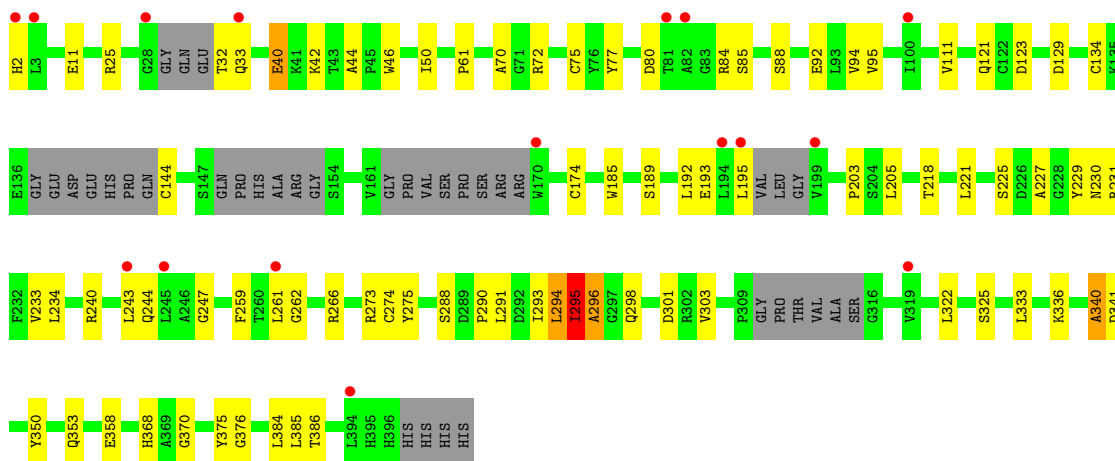 H2 L3 E11 R25 G28 GLY GLN GLU T32 Q33 E40 K41 K42 T43 A44 P45 W46 I50 P61 A70 G71 R72 C75 Y76 Y77 D80 T81 A82 G83 R84 S85 S88 E92 L93 V94 V95 I100 V111 Q121 C122 D123 D129 C134 K135
E136 GLY GLU ASP GLU HIS PRO GLN C144 S147 GLN PRO HIS ALA ARG GLY S154 V161 GLY PRO VAL SER PRO SER ARG ARG W170 C174 W185 S189 L192 E193 L194 L195 VAL LEU GLY V199 P203 S204 L205 T218 L221 S225 D226 A227 G228 Y229 N230
F232 V233 L234 R240 L243 Q244 L245 A246 G247 F259 T260 L261 G262 R266 R273 C274 Y275 S288 D289 P290 L291 D292 I293 L294 I295 A296 G297 Q298 D301 R302 V303 P309 GLY PRO THR VAL ALA SER G316 V319 L322 S325 L333 K336 A340 D341
Y350 Q353 E358 H368 A369 G370 Y375 G376 L384 L385 T386 L394 H395 H396 HIS HIS HIS HIS